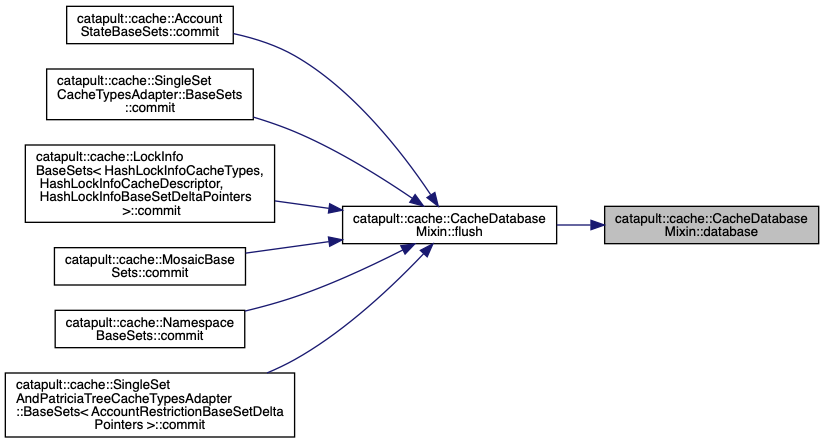 catapult::cache::Account
StateBaseSets::commit
catapult::cache::SingleSet
CacheTypesAdapter::BaseSets
::commit
catapult::cache::LockInfo
BaseSets< HashLockInfoCacheTypes,
HashLockInfoCacheDescriptor,
HashLockInfoBaseSetDeltaPointers
>::commit
catapult::cache::MosaicBase
Sets::commit
catapult::cache::Namespace
BaseSets::commit
catapult::cache::SingleSet
AndPatriciaTreeCacheTypesAdapter
::BaseSets< AccountRestrictionBaseSetDelta
Pointers >::commit
catapult::cache::CacheDatabase
Mixin::flush
catapult::cache::CacheDatabase
Mixin::database